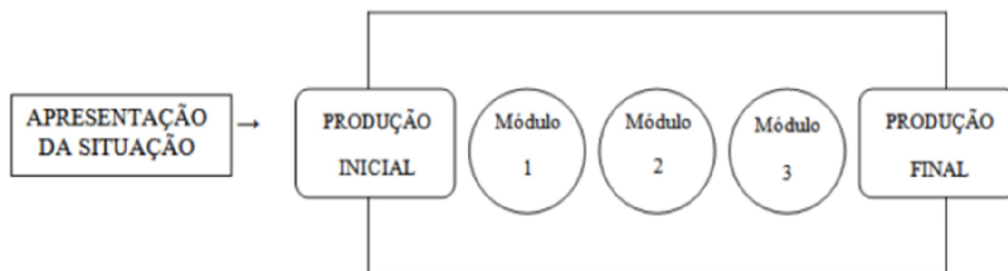 APRESENTAÇÃO
DA SITUAÇÃO
→
PRODUÇÃO
INICIAL
Módulo
1
Módulo
2
Módulo
3
PRODUÇÃO
FINAL